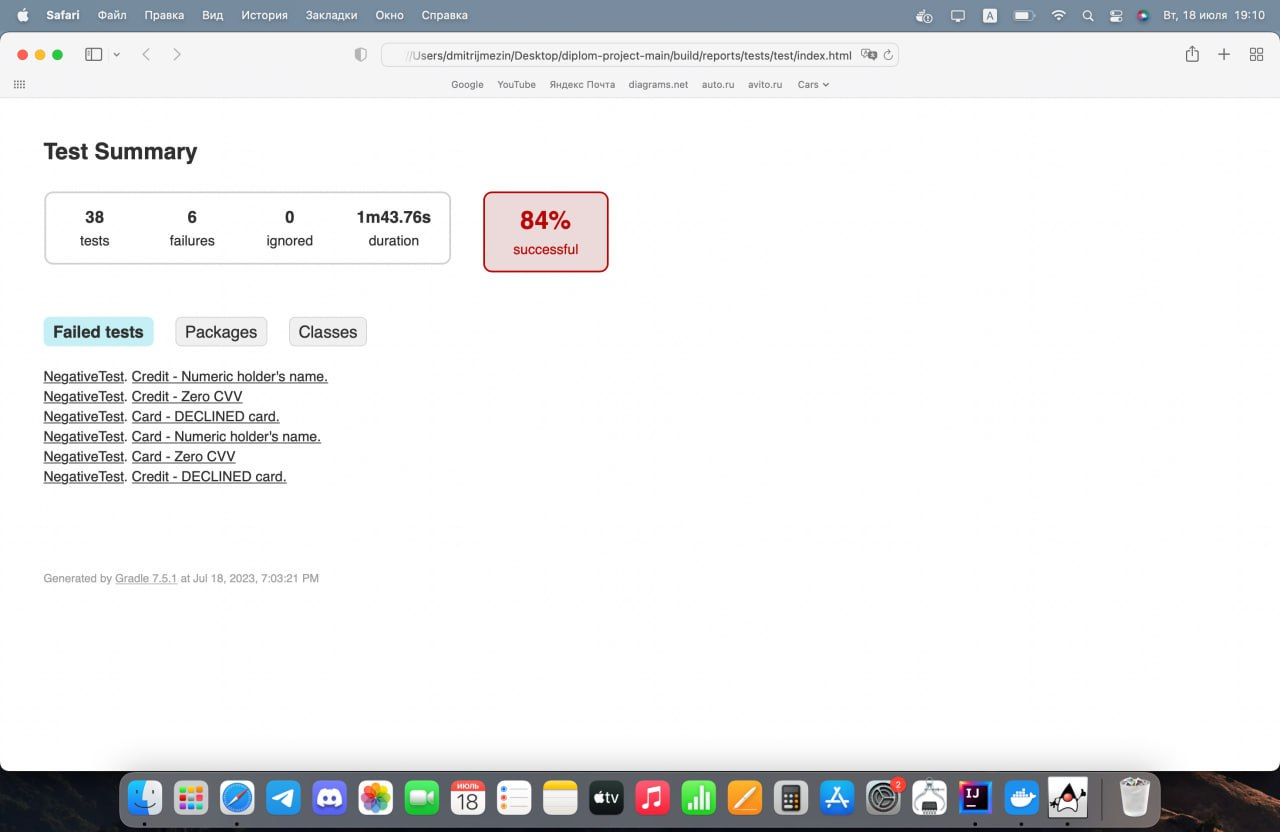 Safari Файл Правка Вид История Закладки Окно Справка A Вт, 18 июля 19:10
//Users/dmitrijmezin/Desktop/diplom-project-main/build/reports/tests/test/index.html
Google YouTube Яндекс Почта diagrams.net auto.ru avito.ru Cars
Test Summary
38 6 0 1m43.76s
tests failures ignored duration
84%
successful
Failed tests Packages Classes
NegativeTest. Credit - Numeric holder's name.
NegativeTest. Credit - Zero CVV
NegativeTest. Card - DECLINED card.
NegativeTest. Card - Numeric holder's name.
NegativeTest. Card - Zero CVV
NegativeTest. Credit - DECLINED card.
Generated by Gradle 7.5.1 at Jul 18, 2023, 7:03:21 PM
ИЮЛЬ
18
tv
2
IJ